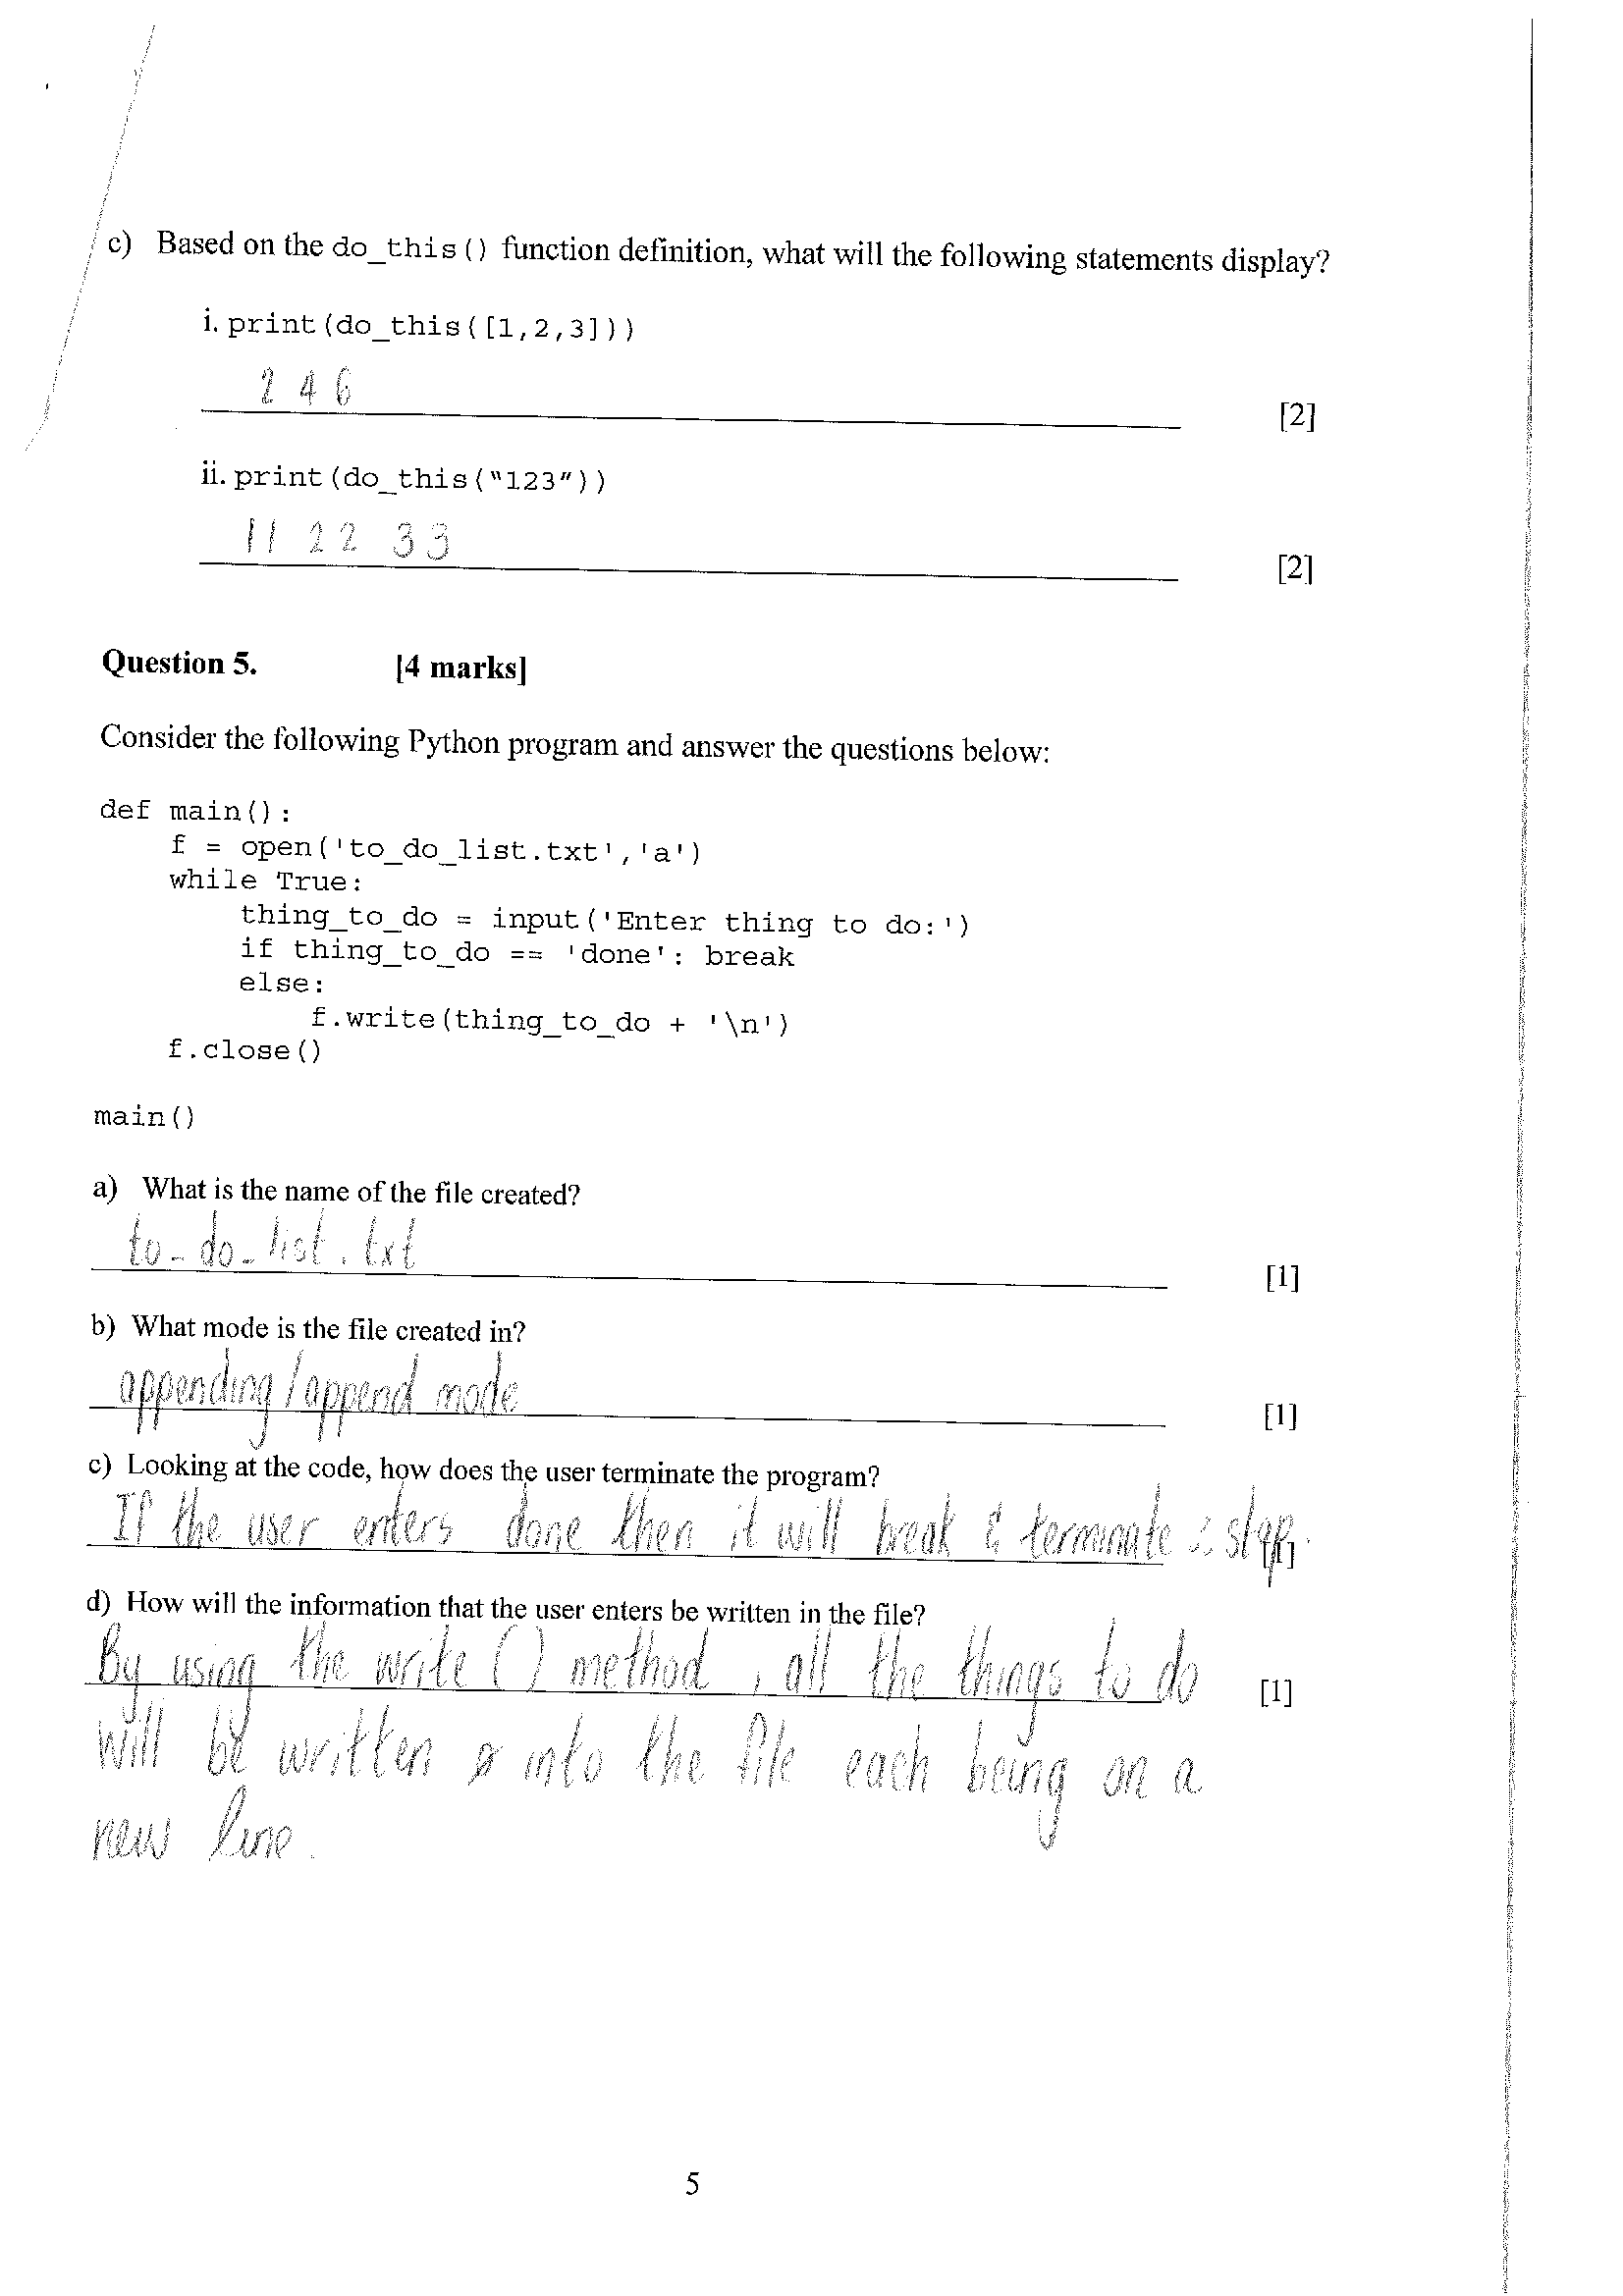 c) Based on the do_this() function definition, what will the following statements display?
i. print(do_this([1,2,3]))
2 4 6
[2]
ii. print(do_this(“123”))
11 22 33
[2]
Question 5. [4 marks]
Consider the following Python program and answer the questions below:
def main():
    f = open('to_do_list.txt','a')
    while True:
        thing_to_do = input('Enter thing to do:')
        if thing_to_do == 'done': break
        else:
            f.write(thing_to_do + '\n')
    f.close()
main()
a) What is the name of the file created?
to_do_list.txt
[1]
b) What mode is the file created in?
appending/append mode
[1]
c) Looking at the code, how does the user terminate the program?
If the user enters done then it will break & terminate
d) How will the information that the user enters be written in the file?
By using the write() method, all the things to do [1]
will be written into the file each being on a
new line.
5